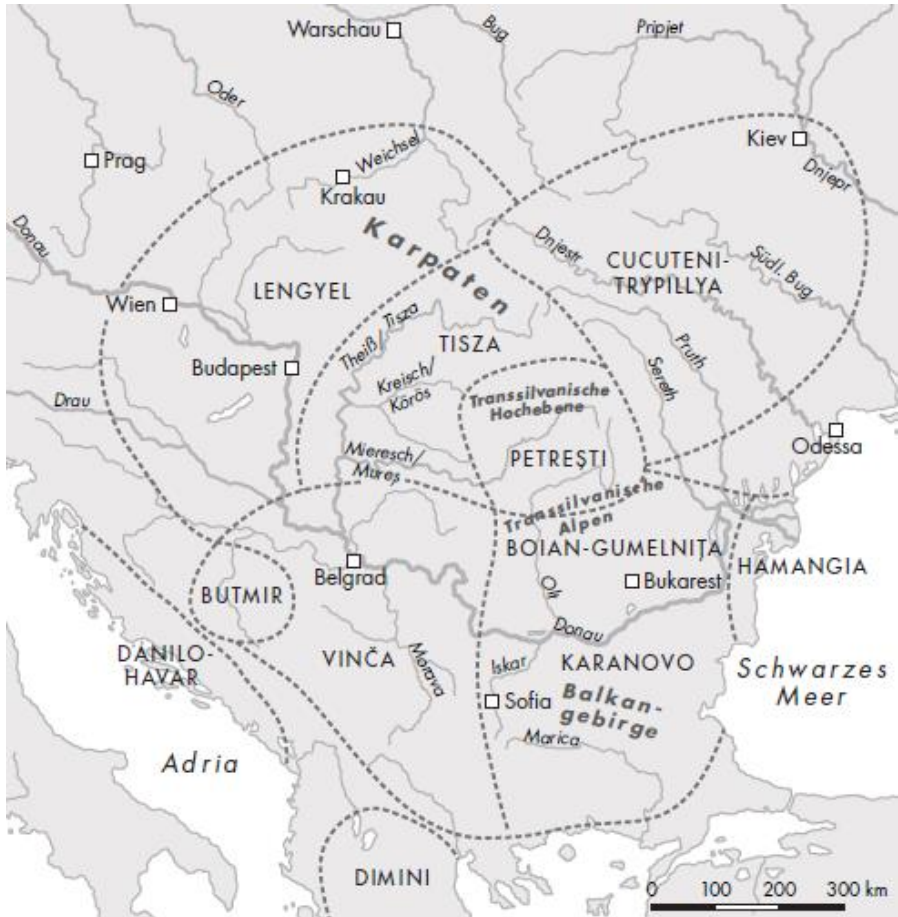 Warschau
Bug
Pripjet
Oder
Kiev
Prag
Weichsel
Krakau
Dnjepr
Donau
Karpaten
Dnjestr
CUCUTENI-
TRYPILLYA
Südl. Bug
LENGYEL
Wien
Theiß/
Tisza
TISZA
Pruth
Sereth
Budapest
Kreisch/
Körös
Transsilvanische
Hochebene
Drau
Odessa
Mieresch/
Mureș
PETREȘTI
Transsilvanische
Alpen
BOIAN-GUMELNIȚA
HAMANGIA
Belgrad
BUTMIR
Olt
Bukarest
Donau
DANILO-
HAVAR
VINČA
Morava
Iskar
KARANOVO
Schwarzes
Meer
Sofia
Balkan-
gebirge
Marica
Adria
DIMINI
0 100 200 300 km